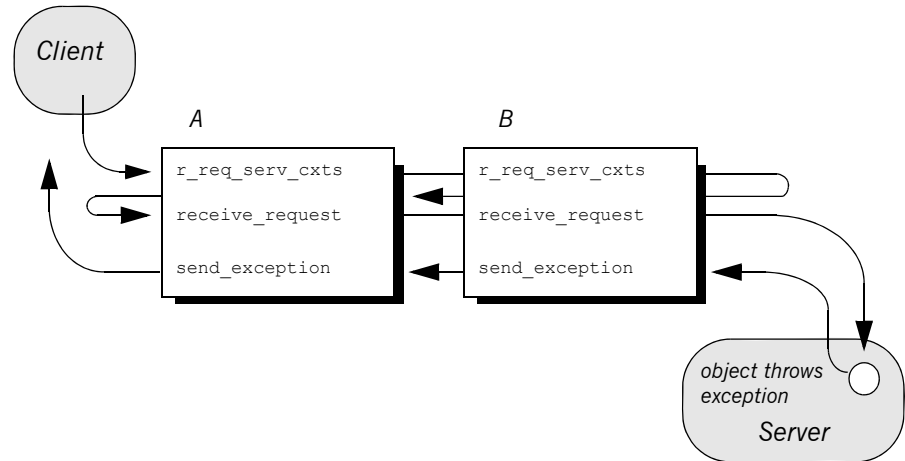 Client
A
B
r_req_serv_cxts
receive_request
send_exception
r_req_serv_cxts
receive_request
send_exception
object throws
exception
Server